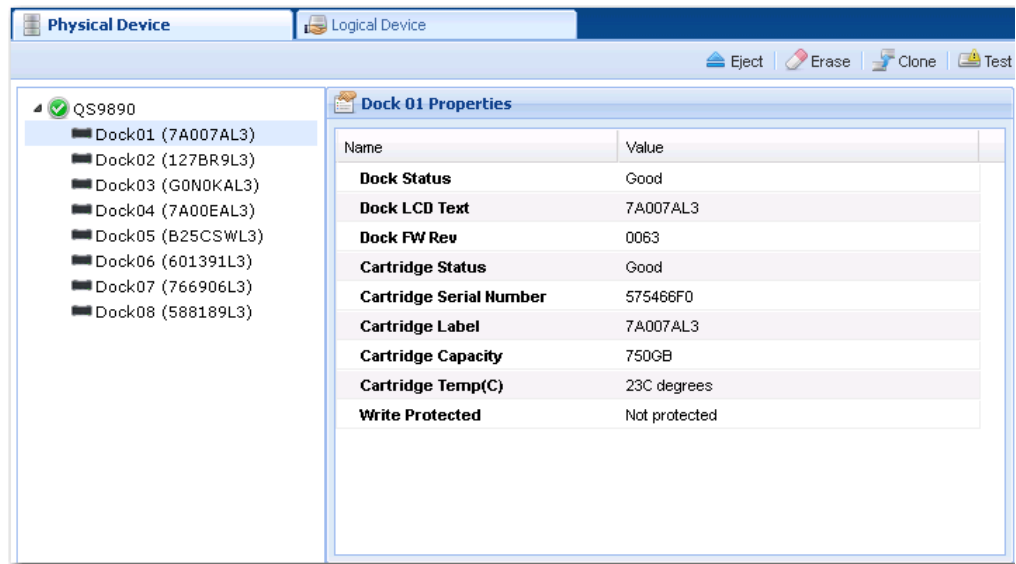 Physical Device
Logical Device
Eject Erase Clone Test
QS9890
Dock01 (7A007AL3)
Dock02 (127BR9L3)
Dock03 (G0N0KAL3)
Dock04 (7A00EAL3)
Dock05 (B25CSWL3)
Dock06 (601391L3)
Dock07 (766906L3)
Dock08 (588189L3)
Dock 01 Properties
Name Value
Dock Status Good
Dock LCD Text 7A007AL3
Dock FW Rev 0063
Cartridge Status Good
Cartridge Serial Number 575466F0
Cartridge Label 7A007AL3
Cartridge Capacity 750GB
Cartridge Temp(C) 23C degrees
Write Protected Not protected